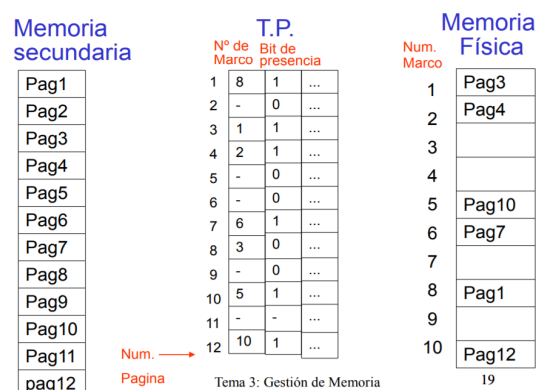 Memoria
secundaria
Pag1
Pag2
Pag3
Pag4
Pag5
Pag6
Pag7
Pag8
Pag9
Pag10
Pag11
pag12
T.P.
Nº de Marco Bit de presencia
1 8 1 ...
2 - 0 ...
3 1 1 ...
4 2 1 ...
5 - 0 ...
6 - 0 ...
7 6 1 ...
8 3 0 ...
9 - 0 ...
10 5 1 ...
11 - - ...
12 10 1 ...
Num.
Pagina
Memoria
Física
Num.
Marco
1 Pag3
2 Pag4
3
4
5 Pag10
6 Pag7
7
8 Pag1
9
10 Pag12
Tema 3: Gestión de Memoria
19